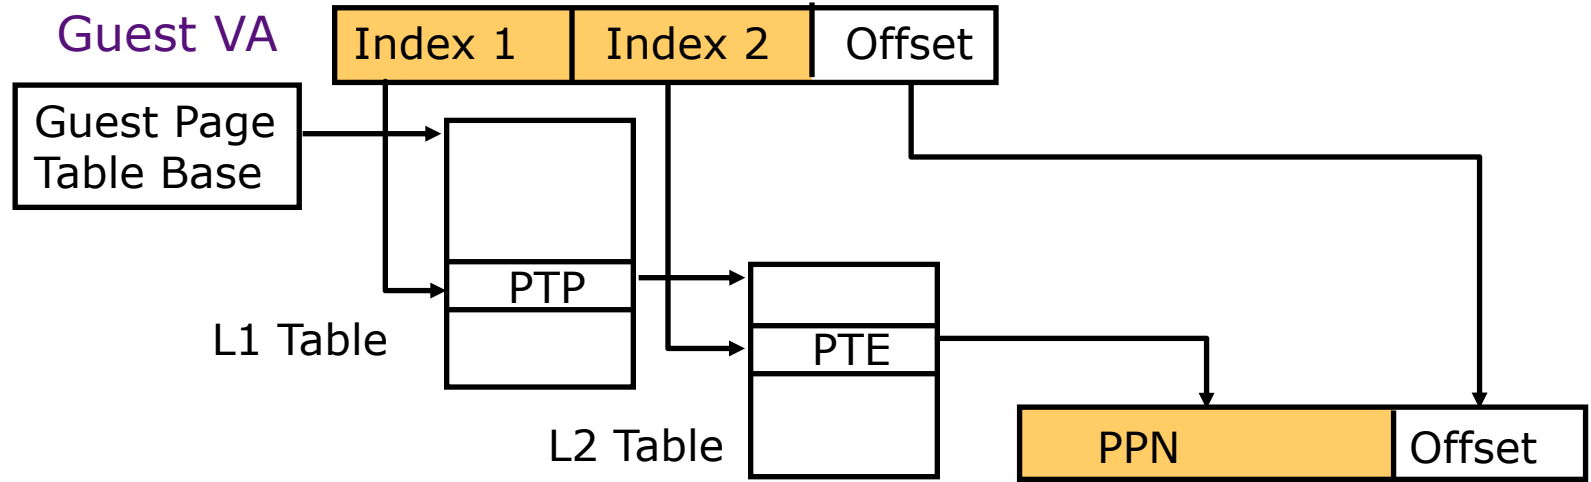 Guest VA
Index 1
Index 2
Offset
Guest Page
Table Base
PTP
L1 Table
PTE
L2 Table
PPN
Offset